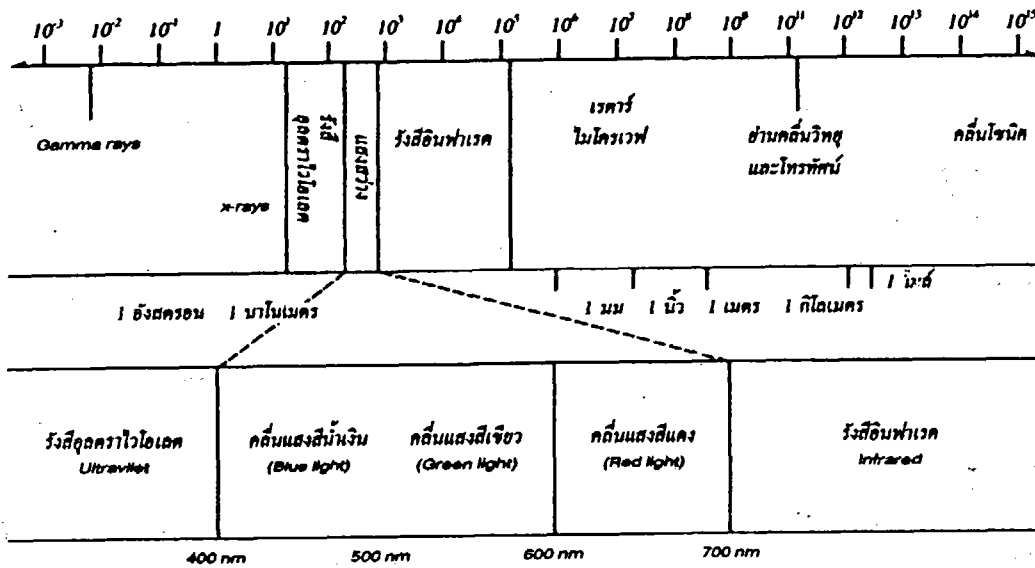 10⁻³ 10⁻² 10⁻¹ 1 10¹ 10² 10³ 10⁴ 10⁵ 10⁶ 10⁷ 10⁸ 10⁹ 10¹¹ 10¹² 10¹³ 10¹⁴ 10¹⁵
Gamma rays
x-rays
รังสี
อุลตราไวโอเลต
แสงสว่าง
รังสีอินฟาเรด
เรดาร์
ไมโครเวฟ
ย่านคลื่นวิทยุ
และโทรทัศน์
คลื่นโซนิค
1 อังสตรอน 1 นาโนเมตร 1 มม 1 นิ้ว 1 เมตร 1 กิโลเมตร 1 ไมล์
รังสีอุลตราไวโอเลต
Ultraviiet
คลื่นแสงสีน้ำเงิน
(Blue light)
คลื่นแสงสีเขียว
(Green light)
คลื่นแสงสีแดง
(Red light)
รังสีอินฟาเรด
Infrared
400 nm 500 nm 600 nm 700 nm